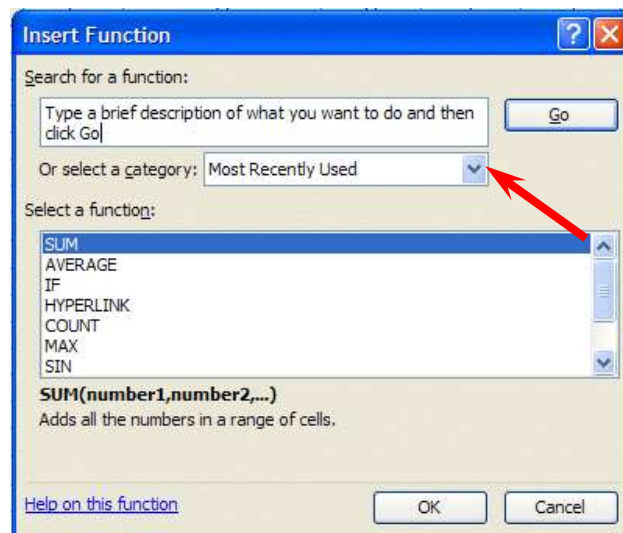 Insert Function
Search for a function:
Type a brief description of what you want to do and then
click Go
Go
Or select a category: Most Recently Used
Select a function:
SUM
AVERAGE
IF
HYPERLINK
COUNT
MAX
SIN
SUM(number1,number2,...)
Adds all the numbers in a range of cells.
Help on this function
OK
Cancel